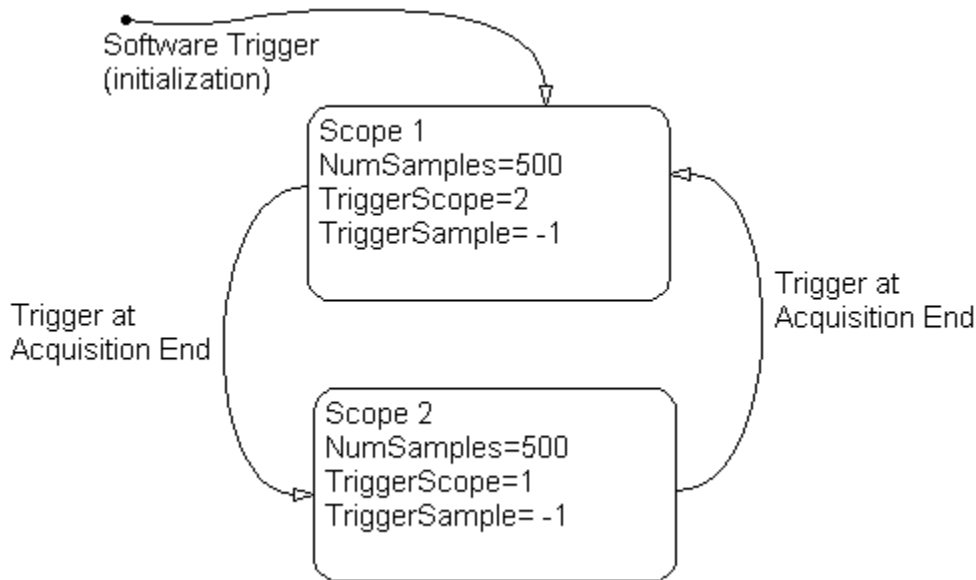 Software Trigger
(initialization)
Scope 1
NumSamples=500
TriggerScope=2
TriggerSample= -1
Trigger at
Acquisition End
Trigger at
Acquisition End
Scope 2
NumSamples=500
TriggerScope=1
TriggerSample= -1